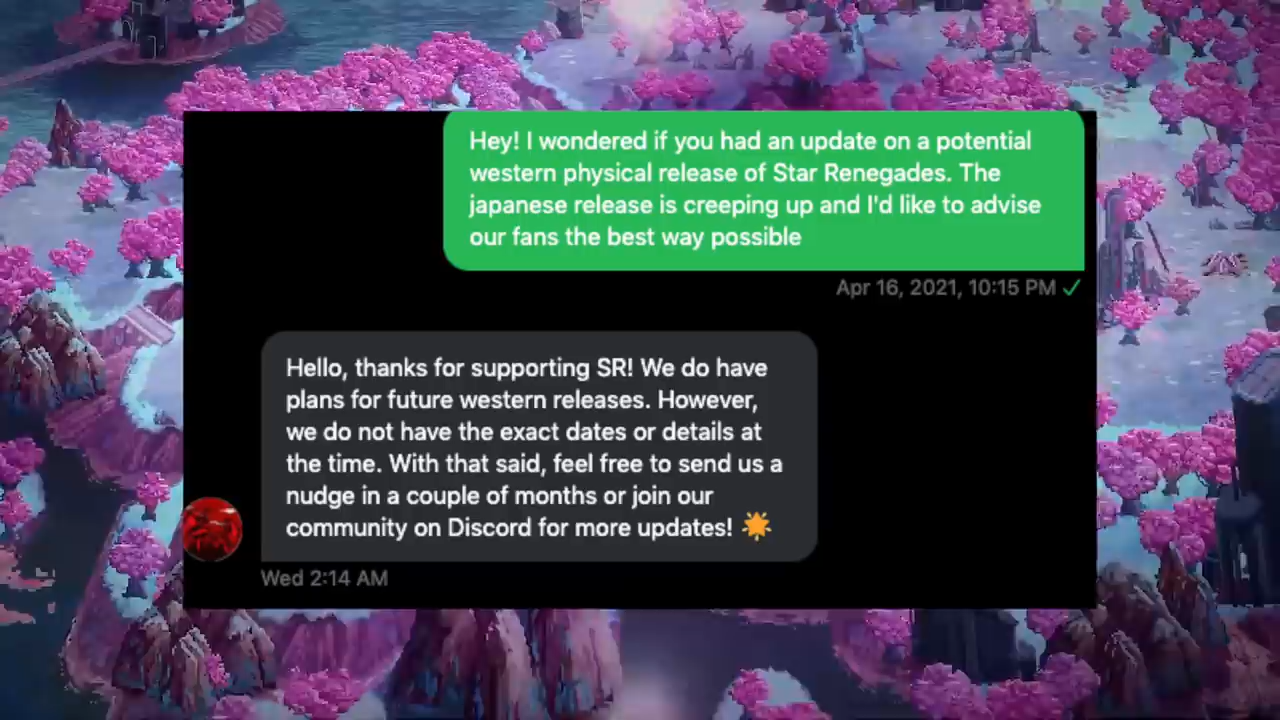 Hey! I wondered if you had an update on a potential
western physical release of Star Renegades. The
japanese release is creeping up and I'd like to advise
our fans the best way possible
Apr 16, 2021, 10:15 PM
Hello, thanks for supporting SR! We do have
plans for future western releases. However,
we do not have the exact dates or details at
the time. With that said, feel free to send us a
nudge in a couple of months or join our
community on Discord for more updates!
Wed 2:14 AM